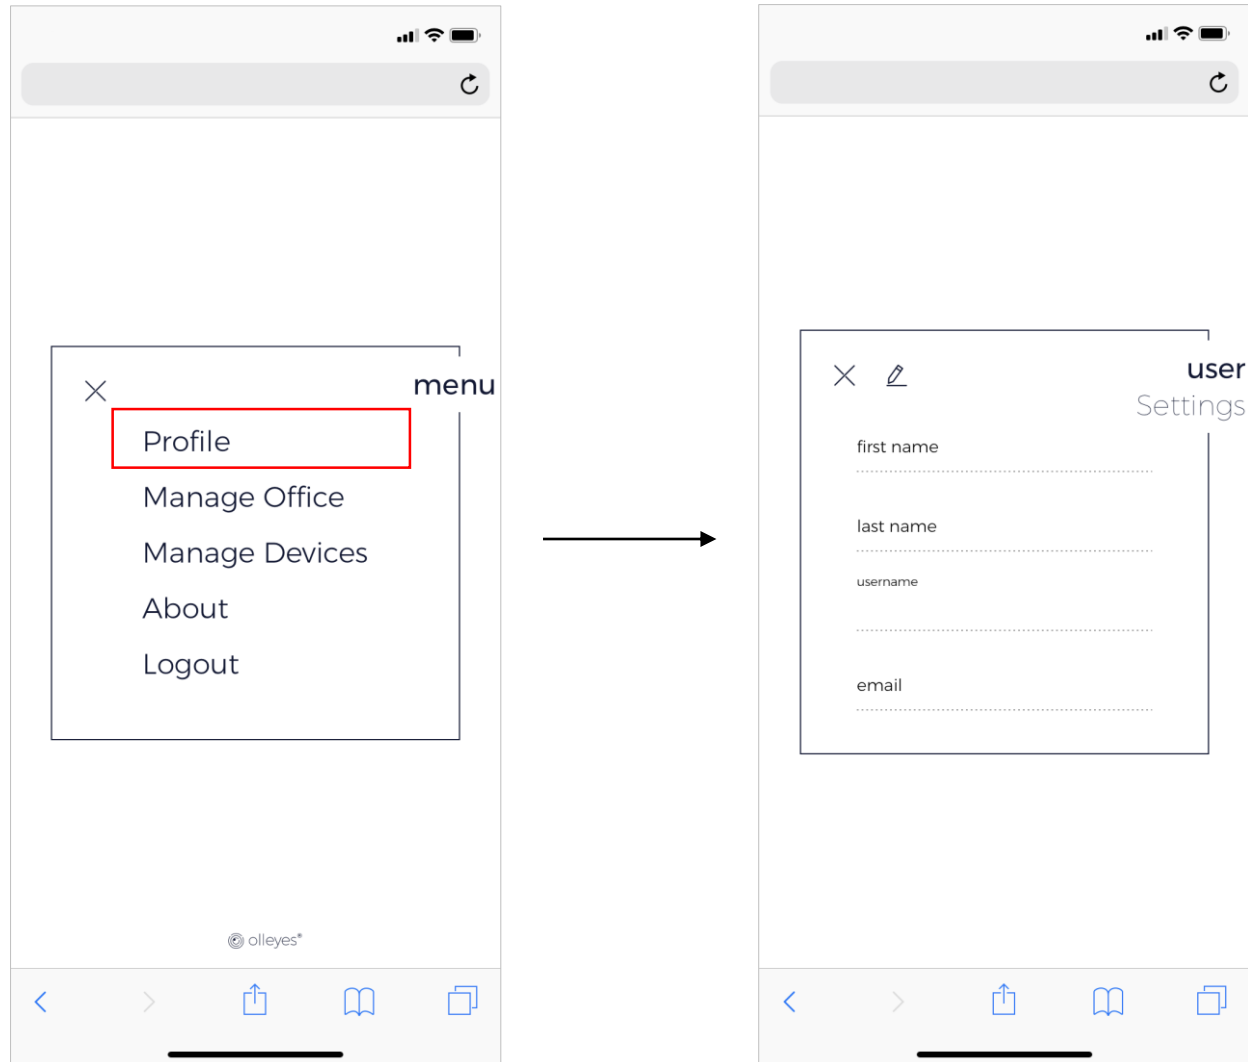 menu
Profile
Manage Office
Manage Devices
About
Logout
olleyes®
user
Settings
first name
last name
username
email